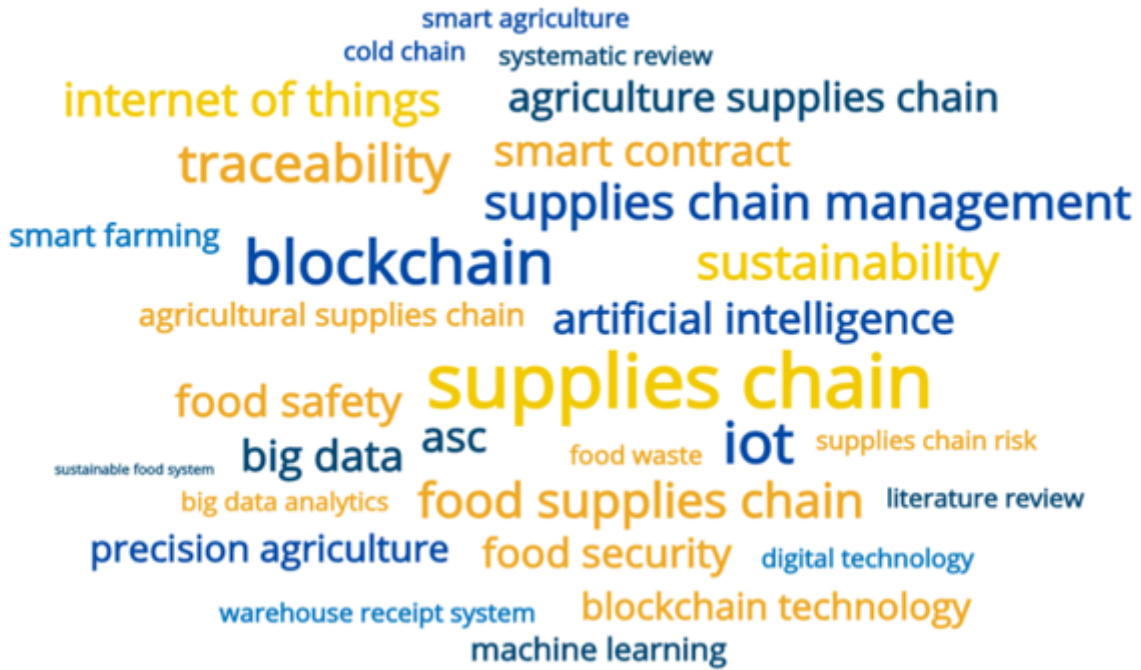 smart agriculture
cold chain systematic review
internet of things agriculture supplies chain
traceability smart contract
supplies chain management
smart farming
blockchain sustainability
agricultural supplies chain artificial intelligence
supplies chain
food safety
asc iot supplies chain risk
big data food waste
sustainable food system
big data analytics food supplies chain literature review
precision agriculture food security digital technology
warehouse receipt system blockchain technology
machine learning